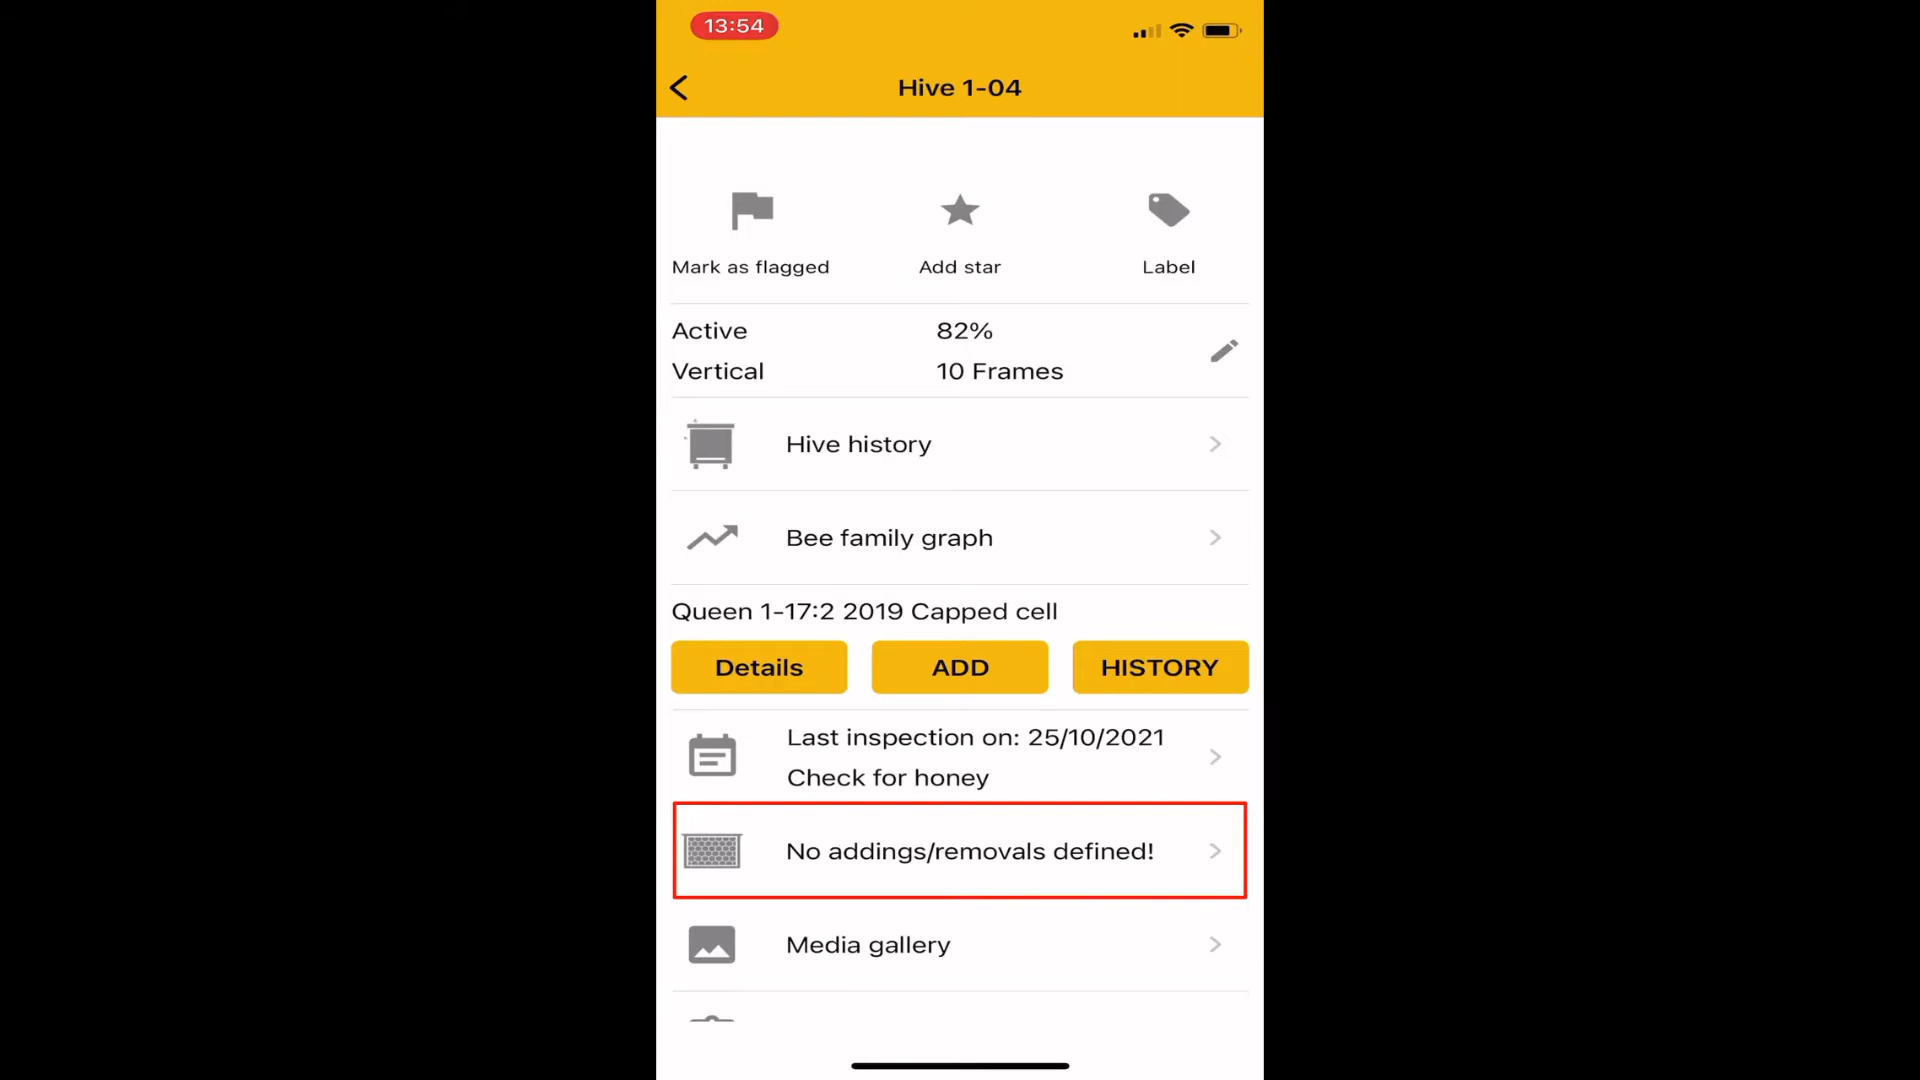 13:54
Hive 1-04
Mark as flagged
Add star
Label
Active 82%
Vertical 10 Frames
Hive history
Bee family graph
Queen 1-17:2 2019 Capped cell
Details
ADD
HISTORY
Last inspection on: 25/10/2021
Check for honey
No addings/removals defined!
Media gallery